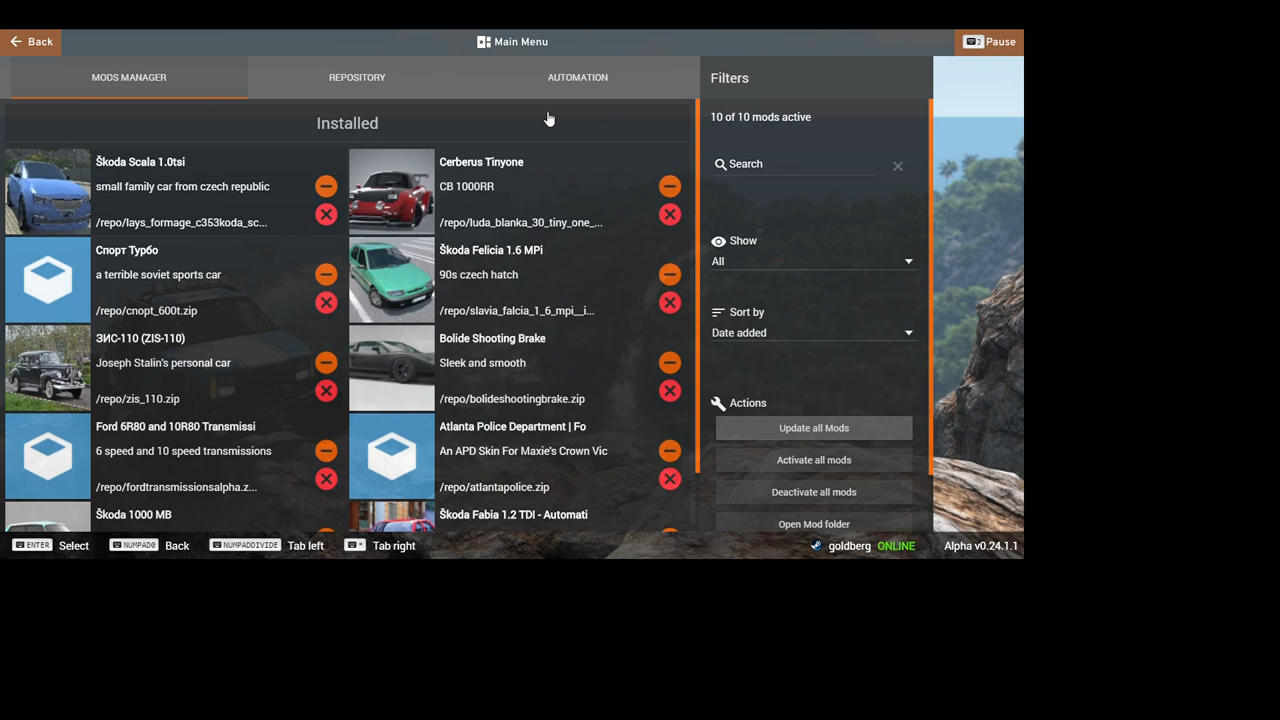 Back
Main Menu
Pause
MODS MANAGER
REPOSITORY
AUTOMATION
Filters
Installed
10 of 10 mods active
Search
Show
All
Sort by
Date added
Actions
Update all Mods
Activate all mods
Deactivate all mods
Open Mod folder
Škoda Scala 1.0tsi
small family car from czech republic
/repo/lays_formage_c353koda_sc...
Cerberus Tinyone
CB 1000RR
/repo/luda_blanka_30_tiny_one_...
Спорт Турбо
a terrible soviet sports car
/repo/cnopt_600t.zip
Škoda Felicia 1.6 MPi
90s czech hatch
/repo/slavia_falcia_1_6_mpi__i...
ЗИС-110 (ZIS-110)
Joseph Stalin's personal car
/repo/zis_110.zip
Bolide Shooting Brake
Sleek and smooth
/repo/bolideshootingbrake.zip
Ford 6R80 and 10R80 Transmissi
6 speed and 10 speed transmissions
/repo/fordtransmissionsalpha.z...
Atlanta Police Department | Fo
An APD Skin For Maxie's Crown Vic
/repo/atlantapolice.zip
Škoda 1000 MB
Škoda Fabia 1.2 TDI - Automati
ENTER Select
NUMPAD0 Back
NUMPADDIVIDE Tab left
* Tab right
goldberg ONLINE
Alpha v0.24.1.1